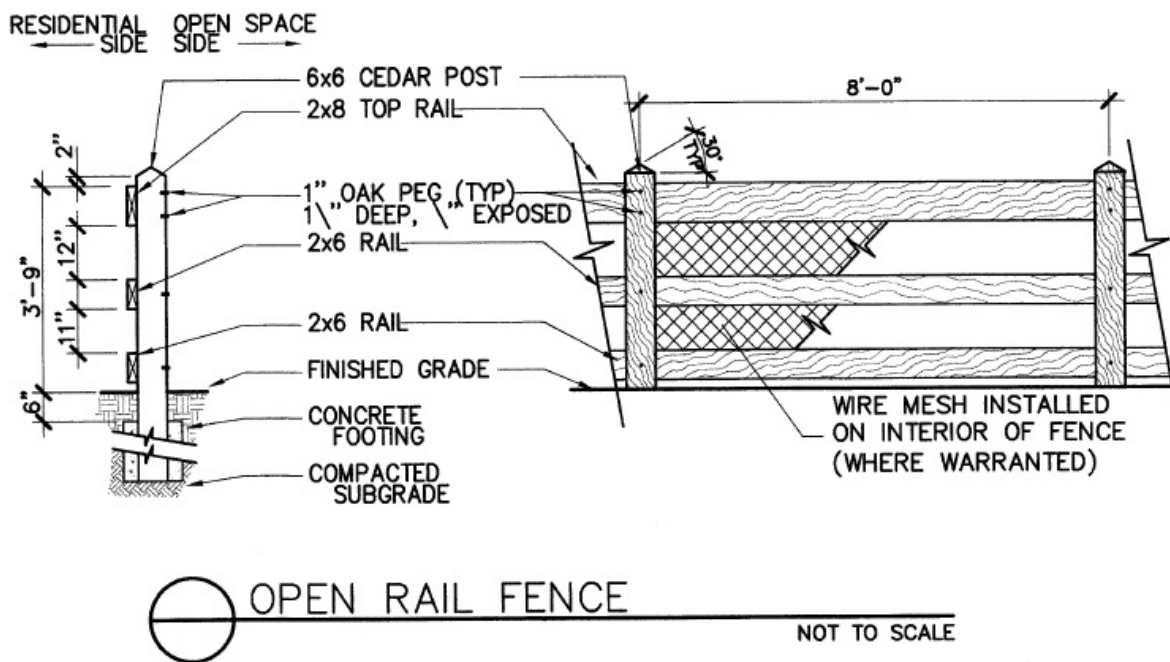 RESIDENTIAL OPEN SPACE
SIDE SIDE
6x6 CEDAR POST
2x8 TOP RAIL
1" OAK PEG (TYP)
1\" DEEP, \" EXPOSED
2x6 RAIL
2x6 RAIL
FINISHED GRADE
CONCRETE
FOOTING
COMPACTED
SUBGRADE
2"
12"
3'-9"
11"
6"
8'-0"
30°
TYP
WIRE MESH INSTALLED
ON INTERIOR OF FENCE
(WHERE WARRANTED)
OPEN RAIL FENCE
NOT TO SCALE